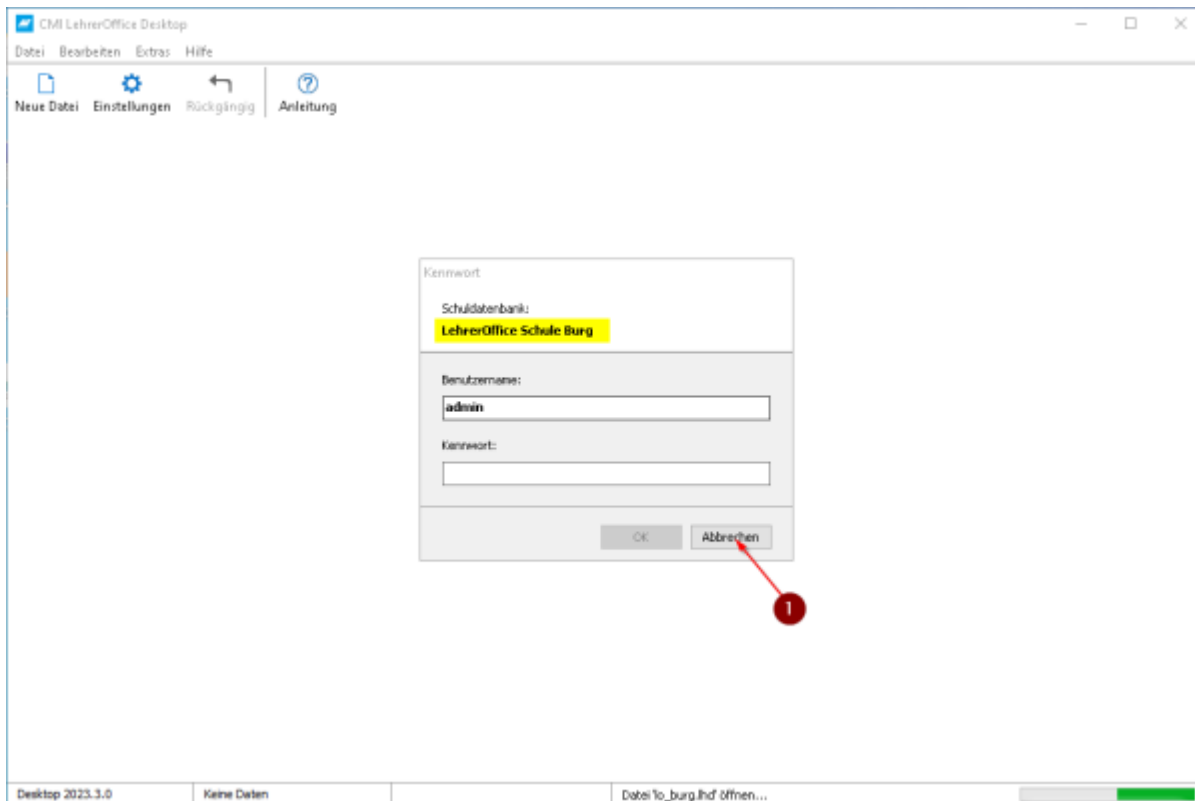 CMI LehrerOffice Desktop
Datei Bearbeiten Extras Hilfe
Neue Datei Einstellungen Rückgängig Anleitung
Kennwort
Schuldatenbank:
LehrerOffice Schule Burg
Benutzername:
admin
Kennwort:
OK Abbrechen
1
Desktop 2023.3.0 Keine Daten Datei 'lo_burg.lhd' öffnen...